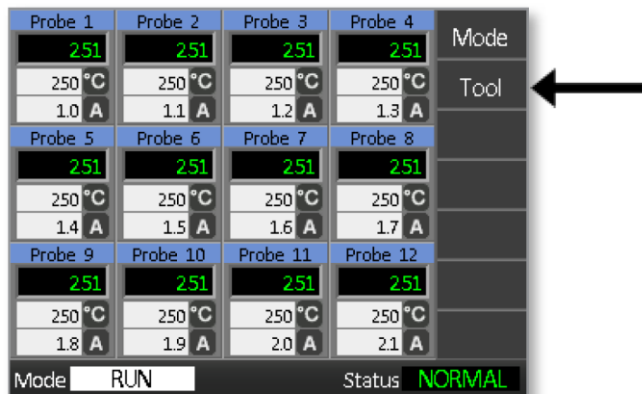 Probe 1 Probe 2 Probe 3 Probe 4 Mode
251 251 251 251
250 °C 250 °C 250 °C 250 °C Tool
1.0 A 1.1 A 1.2 A 1.3 A
Probe 5 Probe 6 Probe 7 Probe 8
251 251 251 251
250 °C 250 °C 250 °C 250 °C
1.4 A 1.5 A 1.6 A 1.7 A
Probe 9 Probe 10 Probe 11 Probe 12
251 251 251 251
250 °C 250 °C 250 °C 250 °C
1.8 A 1.9 A 2.0 A 2.1 A
Mode RUN Status NORMAL